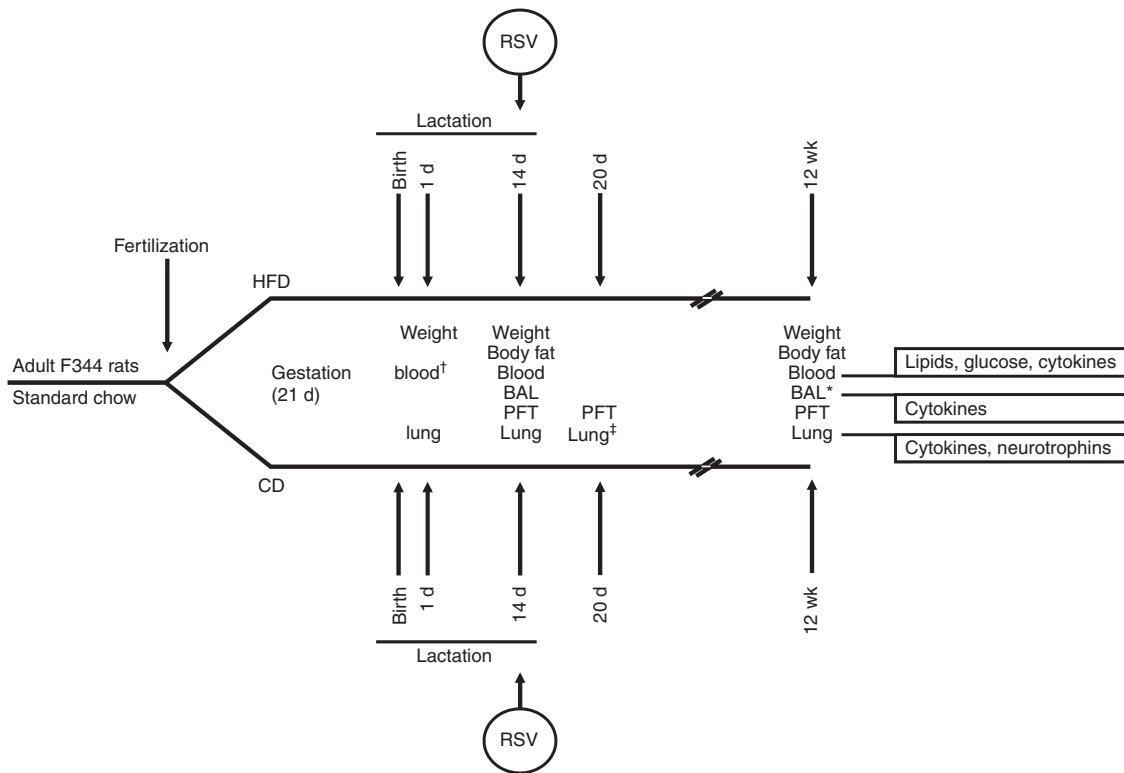 RSV
Lactation
Birth
1 d
14 d
20 d
12 wk
Fertilization
HFD
Adult F344 rats
Standard chow
Gestation
(21 d)
Weight
blood†
lung
Weight
Body fat
Blood
BAL
PFT
Lung
PFT
Lung‡
Weight
Body fat
Blood
BAL*
PFT
Lung
Lipids, glucose, cytokines
Cytokines
Cytokines, neurotrophins
CD
Birth
1 d
14 d
20 d
12 wk
Lactation
RSV